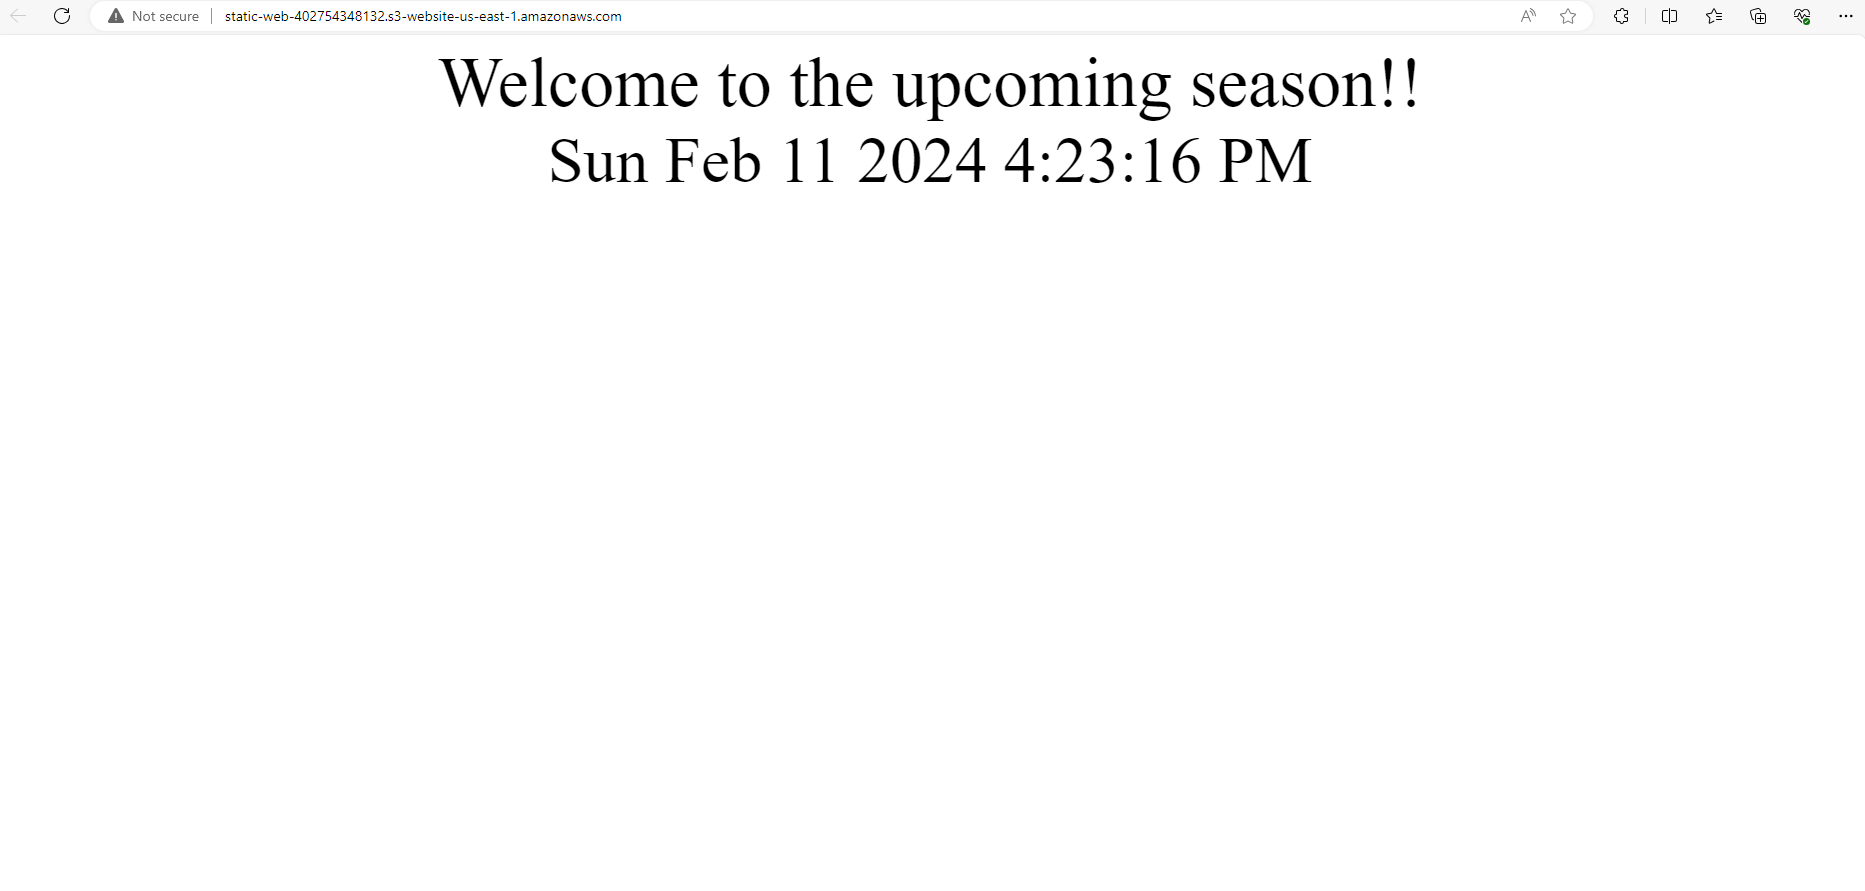 Not secure static-web-402754348132.s3-website-us-east-1.amazonaws.com A
Welcome to the upcoming season!!
Sun Feb 11 2024 4:23:16 PM